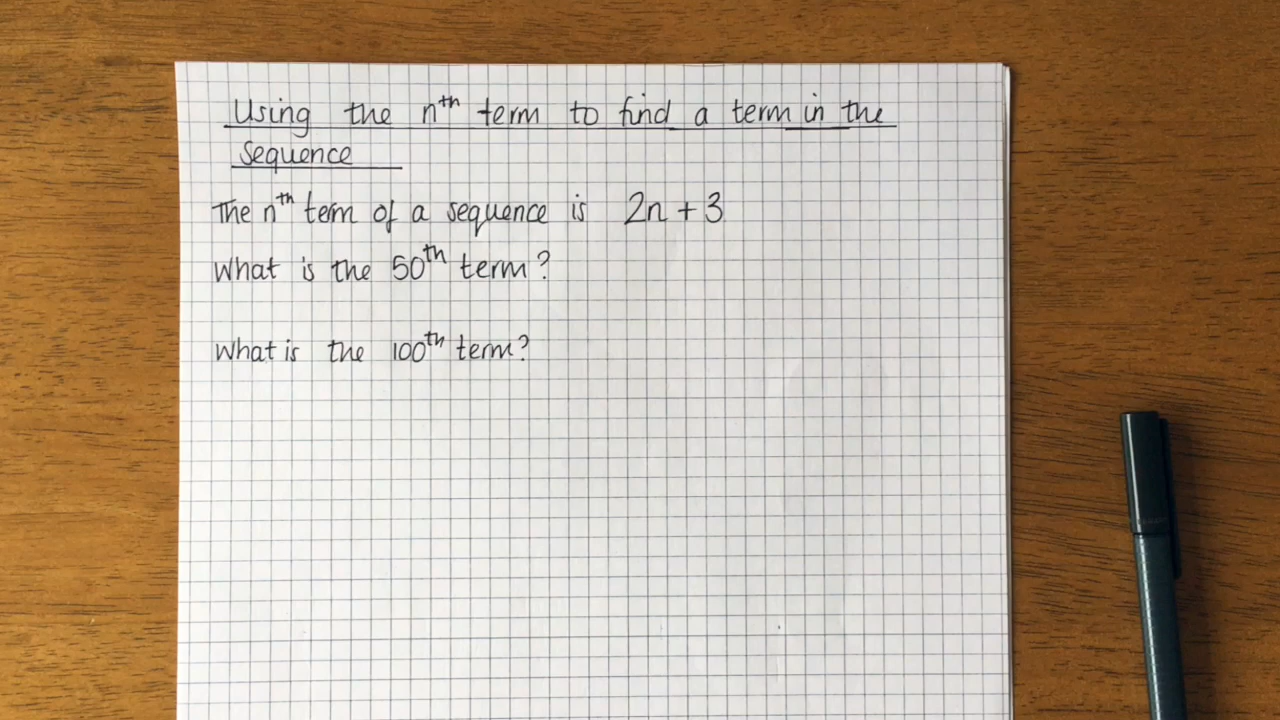 Using the nth term to find a term in the
sequence
The nth term of a sequence is 2n + 3
What is the 50th term?
What is the 100th term?